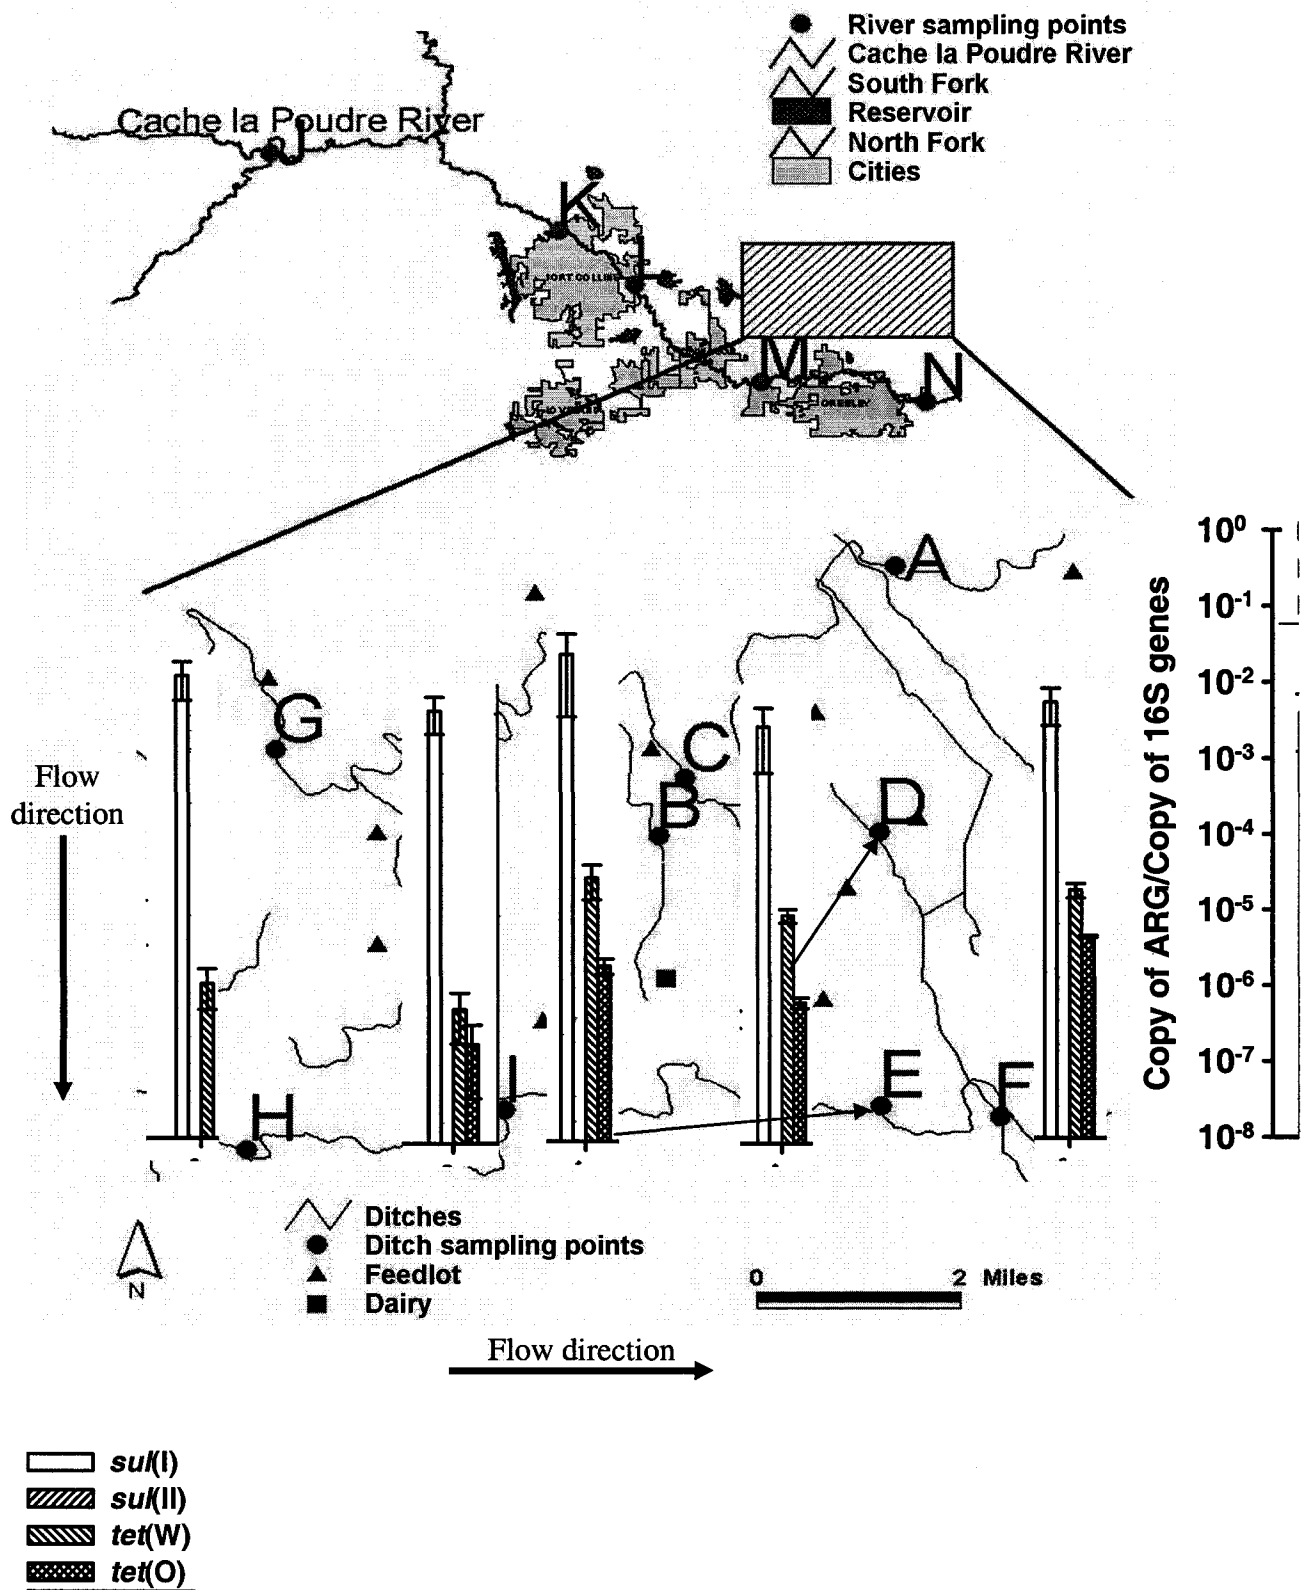 River sampling points
Cache la Poudre River
South Fork
Reservoir
North Fork
Cities
Cache la Poudre River
J
K
FORT COLLINS
L
M
N
GREELEY
A
G
C
B
D
E
F
H
I
Flow
direction
10⁰
10⁻¹
10⁻²
10⁻³
10⁻⁴
10⁻⁵
10⁻⁶
10⁻⁷
10⁻⁸
Copy of ARG/Copy of 16S genes
Ditches
Ditch sampling points
Feedlot
Dairy
N
0 2 Miles
Flow direction
sul(I)
sul(II)
tet(W)
tet(O)